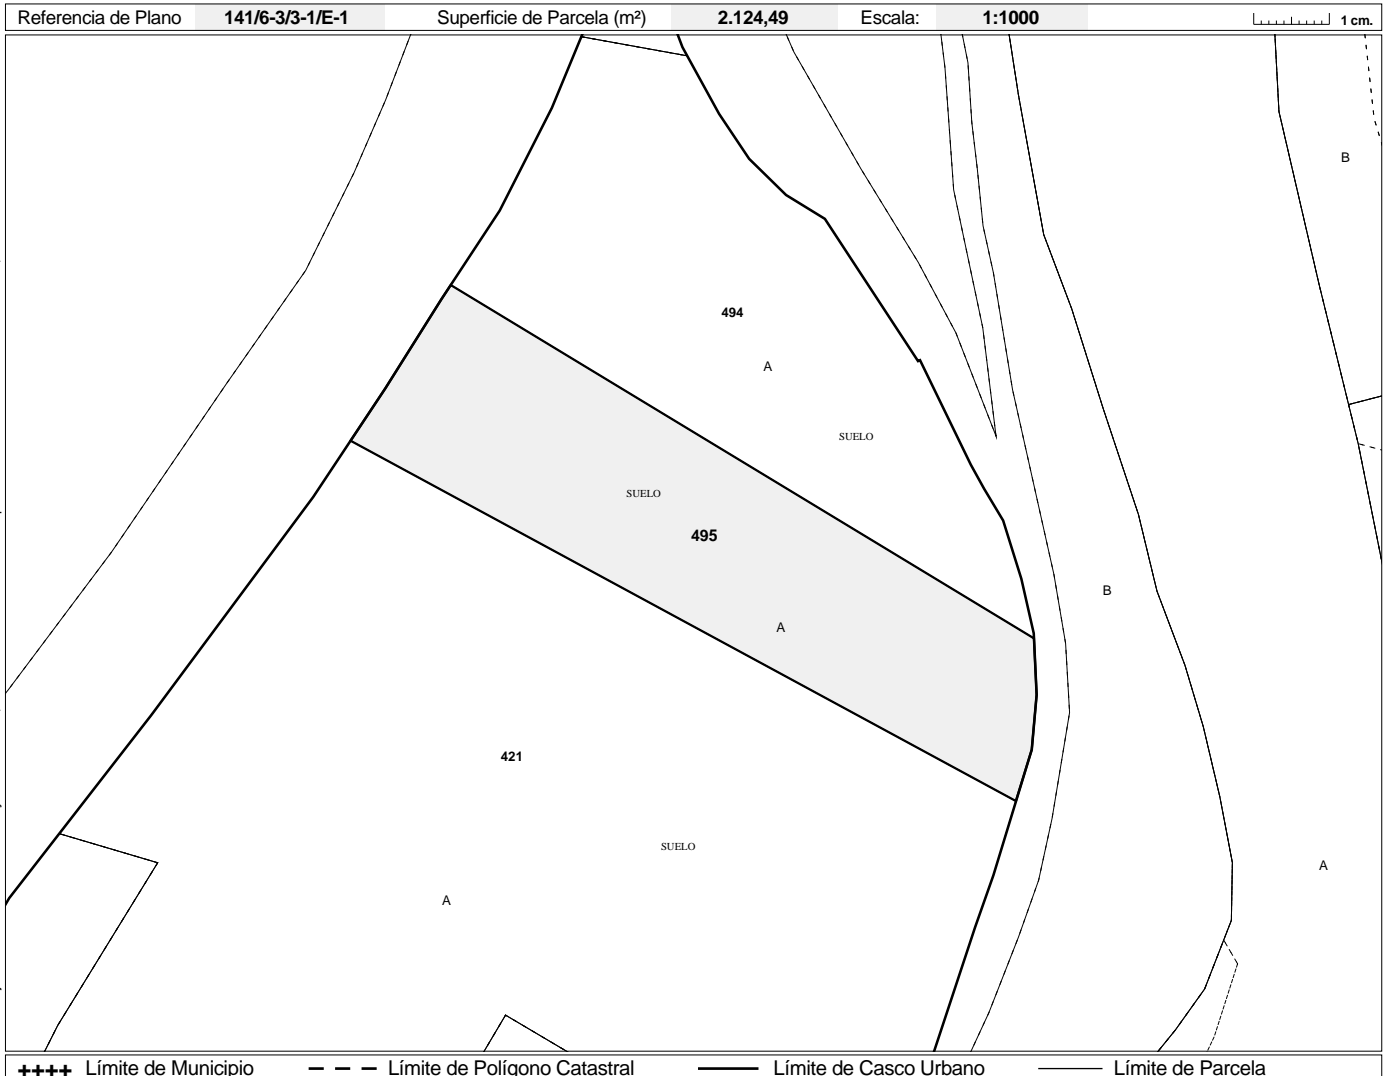 Referencia de Plano 141/6-3/3-1/E-1 Superficie de Parcela (m²) 2.124,49 Escala: 1:1000 1 cm.
B
494
A
SUELO
SUELO
495
B
A
421
SUELO
A
A
++++ Límite de Municipio Límite de Polígono Catastral Límite de Casco Urbano Límite de Parcela